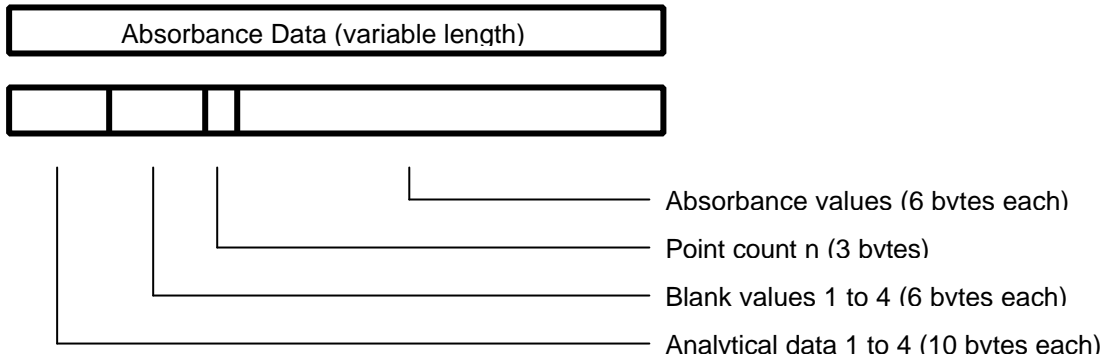 Absorbance Data (variable length)
Absorbance values (6 bytes each)
Point count n (3 bytes)
Blank values 1 to 4 (6 bytes each)
Analytical data 1 to 4 (10 bytes each)